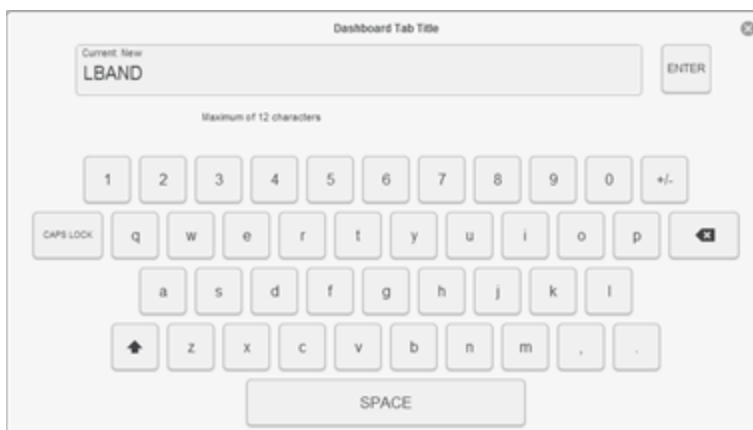 Dashboard Tab Title
Current: New
LBAND
ENTER
Maximum of 12 characters
1 2 3 4 5 6 7 8 9 0 +/-
CAPS LOCK q w e r t y u i o p
a s d f g h j k l
z x c v b n m , .
SPACE